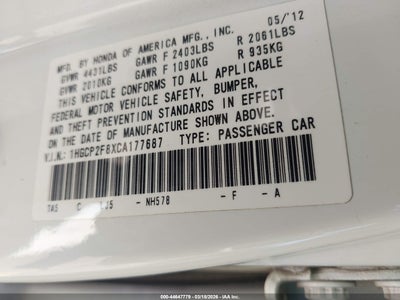 MFD. BY HONDA OF AMERICA MFG., INC. 05/'12
GVWR 4431LBS GAWR F 2403LBS R 2061LBS
GVWR 2010KG GAWR F 1090KG R 935KG
THIS VEHICLE CONFORMS TO ALL APPLICABLE
FEDERAL MOTOR VEHICLE SAFETY, BUMPER,
AND THEFT PREVENTION STANDARDS IN EFFECT
ON THE DATE OF MANUFACTURE SHOWN ABOVE.
V.I.N.: 1HGCP2F8XCA177687 TYPE: PASSENGER CAR
NH578 -F -A
000-44647779 - 03/18/2026 - IAA Inc.